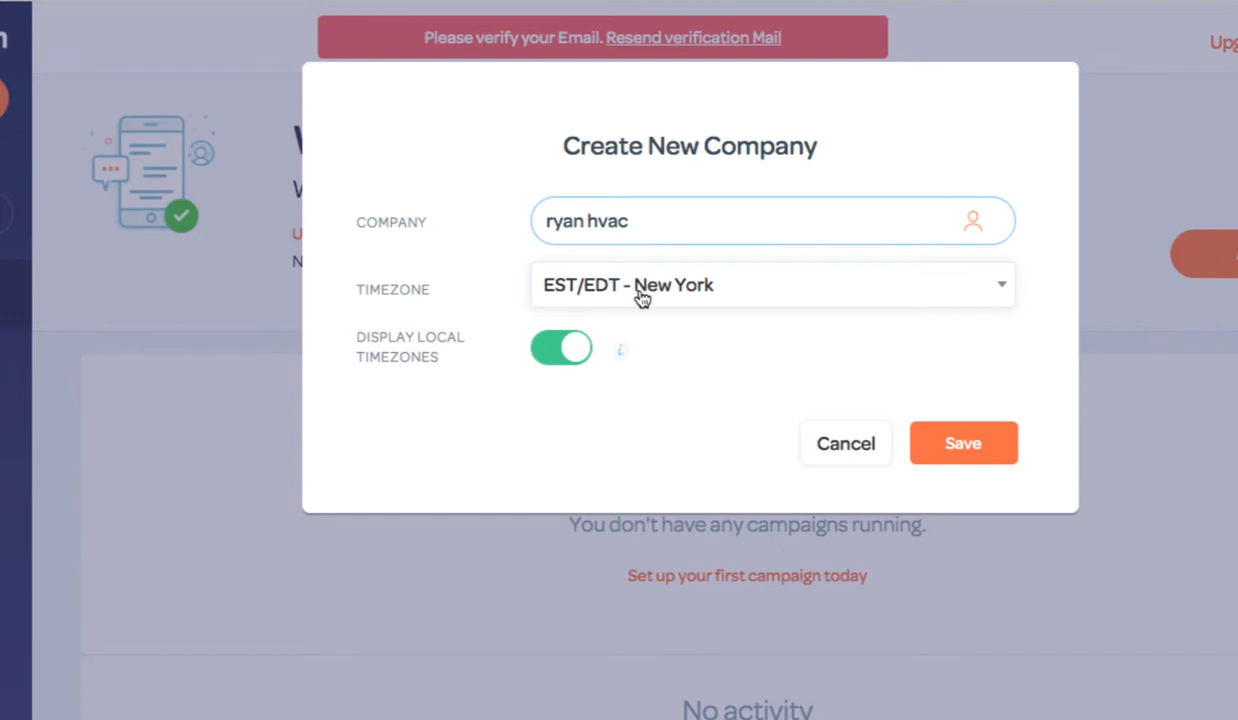 Please verify your Email. Resend verification Mail
Create New Company
COMPANY
ryan hvac
TIMEZONE
EST/EDT - New York
DISPLAY LOCAL
TIMEZONES
i
Cancel
Save
You don't have any campaigns running.
Set up your first campaign today
No activity